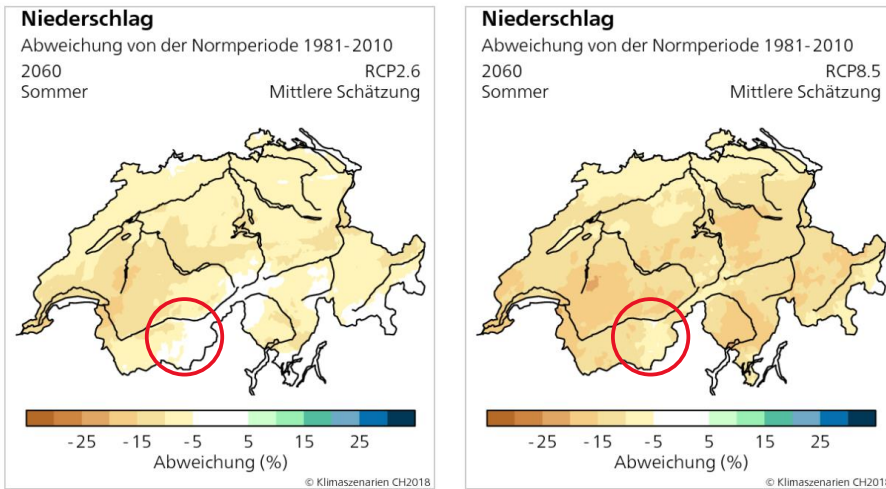 Niederschlag
Abweichung von der Normperiode 1981-2010
2060 RCP2.6
Sommer Mittlere Schätzung
-25 -15 -5 5 15 25
Abweichung (%)
© Klimaszenarien CH2018
Niederschlag
Abweichung von der Normperiode 1981-2010
2060 RCP8.5
Sommer Mittlere Schätzung
-25 -15 -5 5 15 25
Abweichung (%)
© Klimaszenarien CH2018